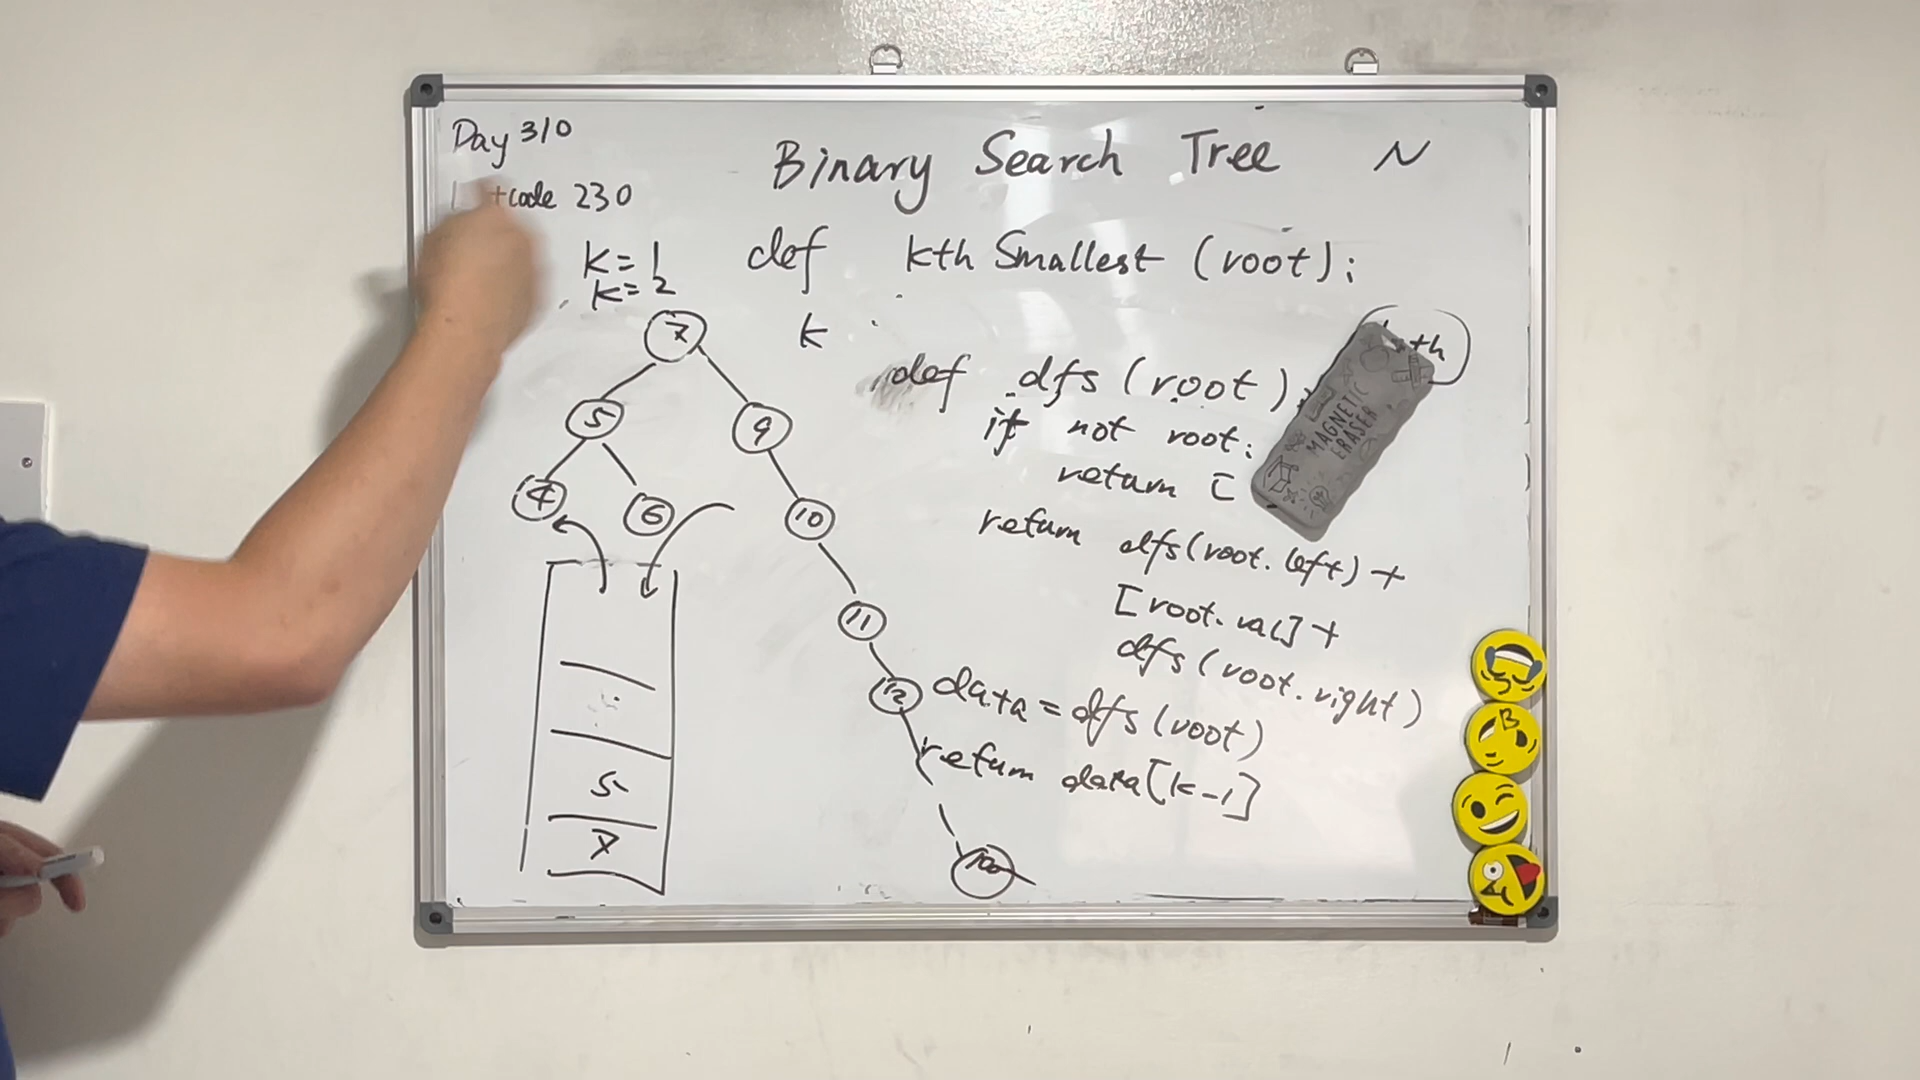 Day 310
Binary Search Tree N
tcode 230
k=1
k=2
def kth Smallest (root):
k
7
th
def dfs (root)
5
9
if not root:
MAGNETIC
ERASER
return [
4
6
10
return dfs(root.left) +
11
[root.val] +
dfs (root.right)
12
data = dfs (root)
return data[k-1]
5
7
100
B